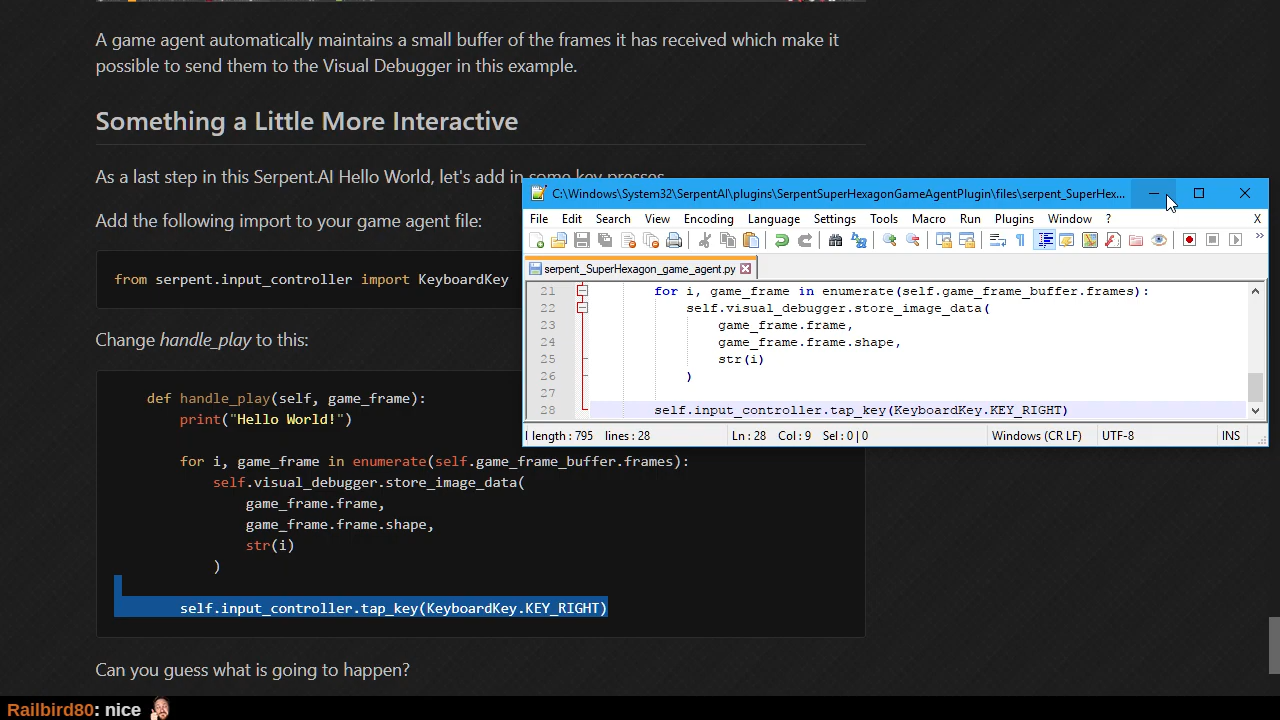 A game agent automatically maintains a small buffer of the frames it has received which make it
possible to send them to the Visual Debugger in this example.
Something a Little More Interactive
As a last step in this Serpent.AI Hello World, let's add in some key presses.
Add the following import to your game agent file:
from serpent.input_controller import KeyboardKey
Change handle_play to this:
def handle_play(self, game_frame):
print("Hello World!")
for i, game_frame in enumerate(self.game_frame_buffer.frames):
self.visual_debugger.store_image_data(
game_frame.frame,
game_frame.frame.shape,
str(i)
)
self.input_controller.tap_key(KeyboardKey.KEY_RIGHT)
Can you guess what is going to happen?
C:\Windows\System32\SerpentAI\plugins\SerpentSuperHexagonGameAgentPlugin\files\serpent_SuperHex...
File Edit Search View Encoding Language Settings Tools Macro Run Plugins Window ? X
serpent_SuperHexagon_game_agent.py
21 for i, game_frame in enumerate(self.game_frame_buffer.frames):
22 self.visual_debugger.store_image_data(
23 game_frame.frame,
24 game_frame.frame.shape,
25 str(i)
26 )
27
28 self.input_controller.tap_key(KeyboardKey.KEY_RIGHT)
length : 795 lines : 28 Ln : 28 Col : 9 Sel : 0 | 0 Windows (CR LF) UTF-8 INS
Railbird80: nice